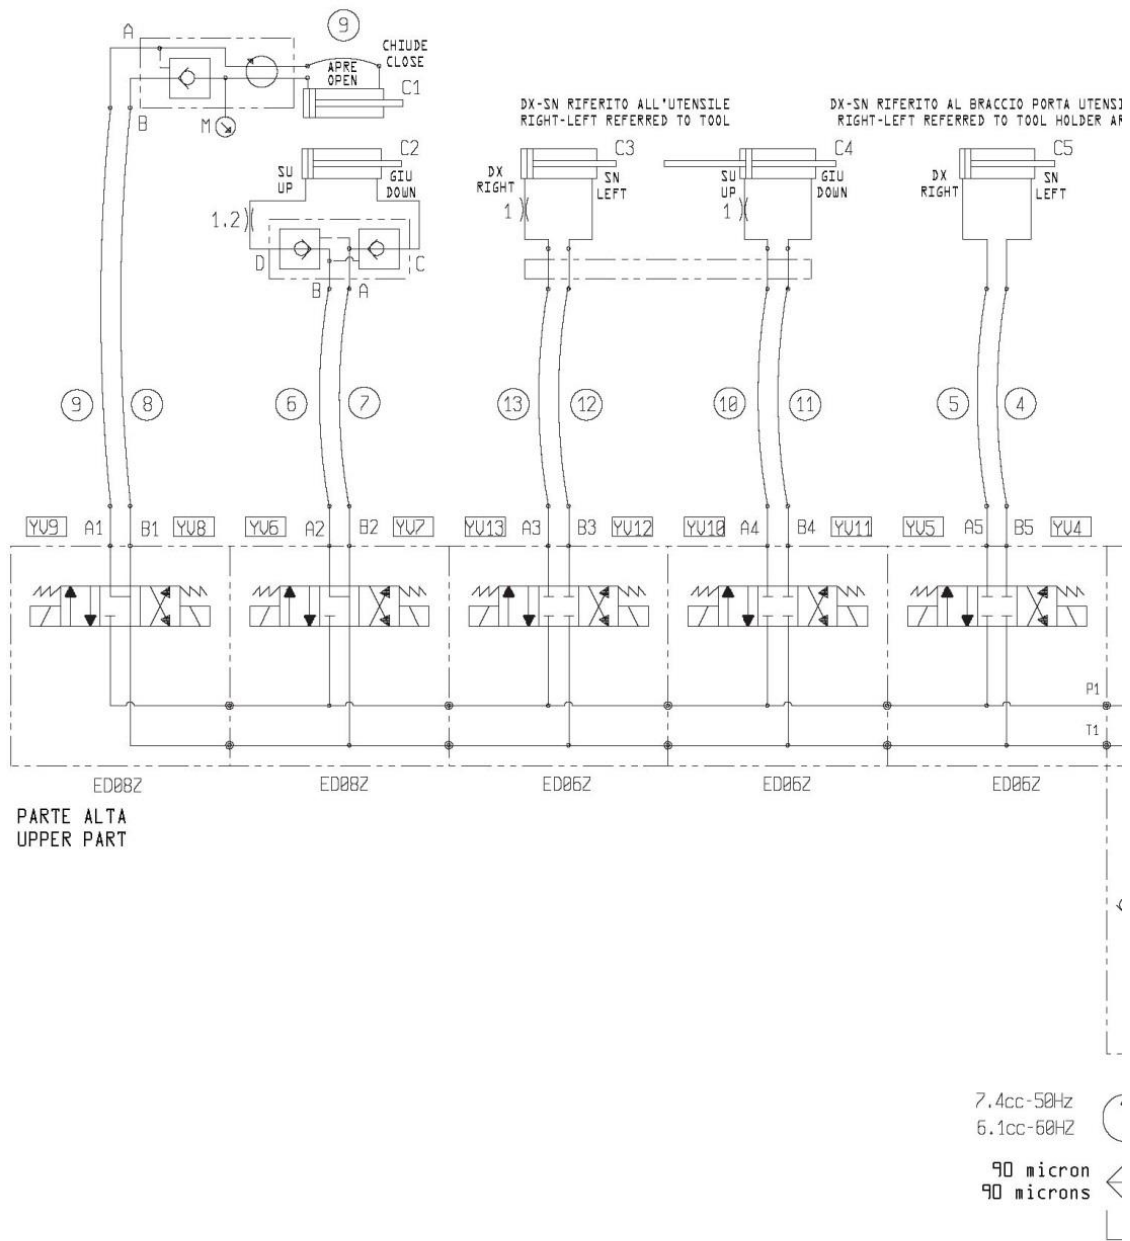 9
A
CHIUDE
CLOSE
APRE
OPEN
C1
B
M
DX-SN RIFERITO ALL'UTENSILE
RIGHT-LEFT REFERRED TO TOOL
DX-SN RIFERITO AL BRACCIO PORTA UTENSI
RIGHT-LEFT REFERRED TO TOOL HOLDER AR
C2
SU
UP
GIU
DOWN
1.2
D
C
B
A
C3
DX
RIGHT
SN
LEFT
1
C4
SU
UP
GIU
DOWN
1
C5
DX
RIGHT
SN
LEFT
9
8
6
7
13
12
10
11
5
4
YV9
A1
B1
YV8
YV6
A2
B2
YV7
YV13
A3
B3
YV12
YV10
A4
B4
YV11
YV5
A5
B5
YV4
P1
T1
ED08Z
ED08Z
ED06Z
ED06Z
ED06Z
PARTE ALTA
UPPER PART
7.4cc-50Hz
6.1cc-60HZ
90 micron
90 microns